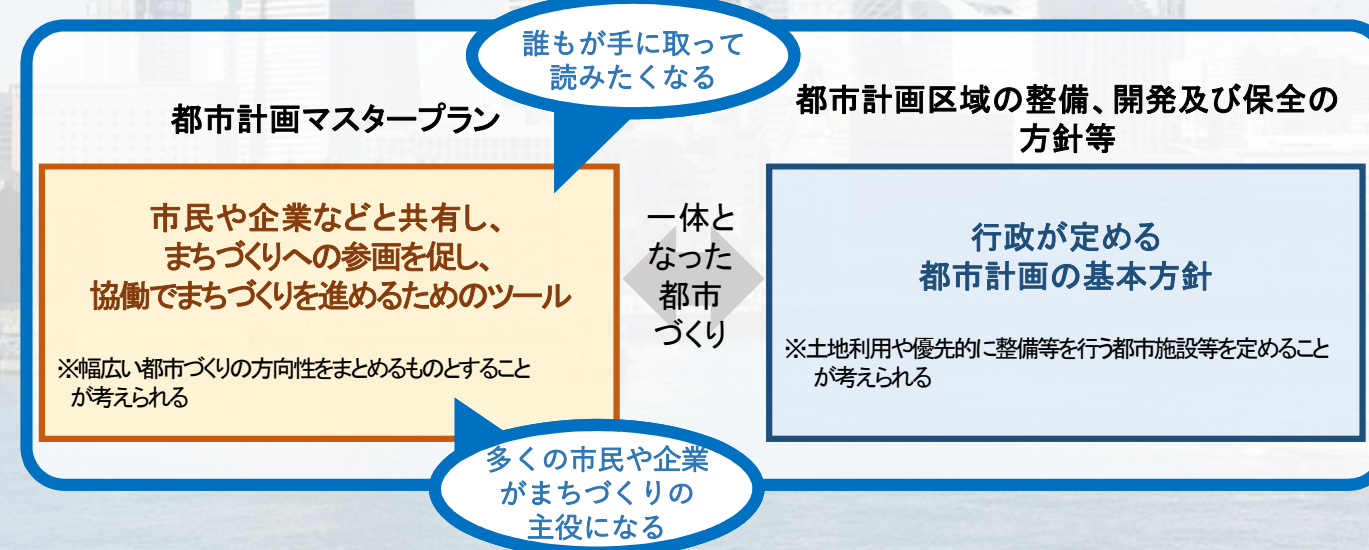 誰もが手に取って
読みたくなる
都市計画マスタープラン
市民や企業などと共有し、
まちづくりへの参画を促し、
協働でまちづくりを進めるためのツール
※幅広い都市づくりの方向性をまとめるものとすること
が考えられる
多くの市民や企業
がまちづくりの
主役になる
一体と
なった
都市
づくり
都市計画区域の整備、開発及び保全の
方針等
行政が定める
都市計画の基本方針
※土地利用や優先的に整備等を行う都市施設等を定めること
が考えられる